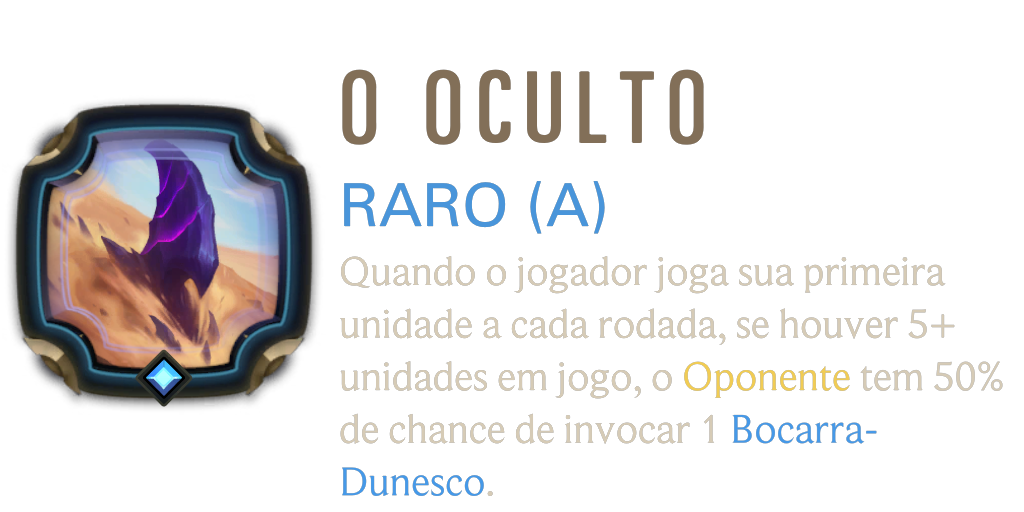 O OCULTO
RARO (A)
Quando o jogador joga sua primeira
unidade a cada rodada, se houver 5+
unidades em jogo, o Oponente tem 50%
de chance de invocar 1 Bocarra-
Dunesco.